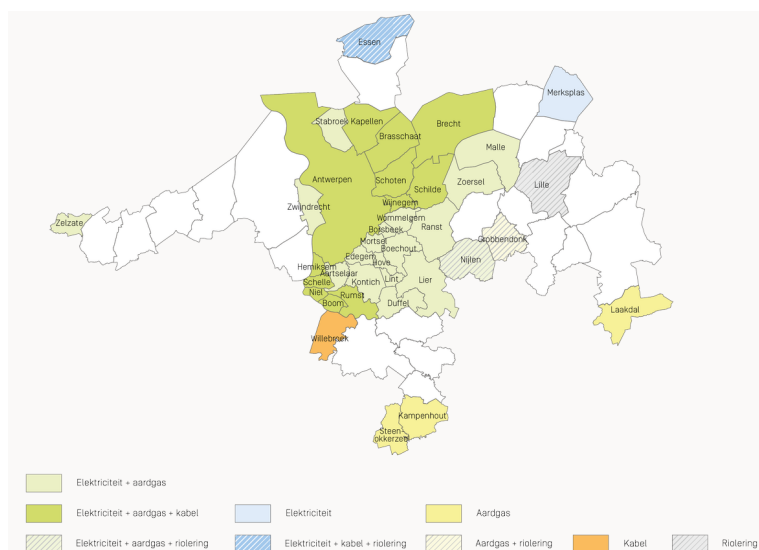 Essen
Merksplas
Stabroek
Kapellen
Brecht
Brasschaat
Malle
Antwerpen
Schoten
Schilde
Zoersel
Lille
Wijnegem
Zwijndrecht
Wommelgem
Zelzate
Borsbeek
Ranst
Mortsel
Grobbendonk
Boechout
Edegem
Hove
Nijlen
Hemiksem
Aartselaar
Schelle
Kontich
Lint
Lier
Niel
Rumst
Boom
Duffel
Laakdal
Willebroek
Kampenhout
Steen-
okkerzeel
Elektriciteit + aardgas
Elektriciteit + aardgas + kabel
Elektriciteit
Aardgas
Elektriciteit + aardgas + riolering
Elektriciteit + kabel + riolering
Aardgas + riolering
Kabel
Riolering